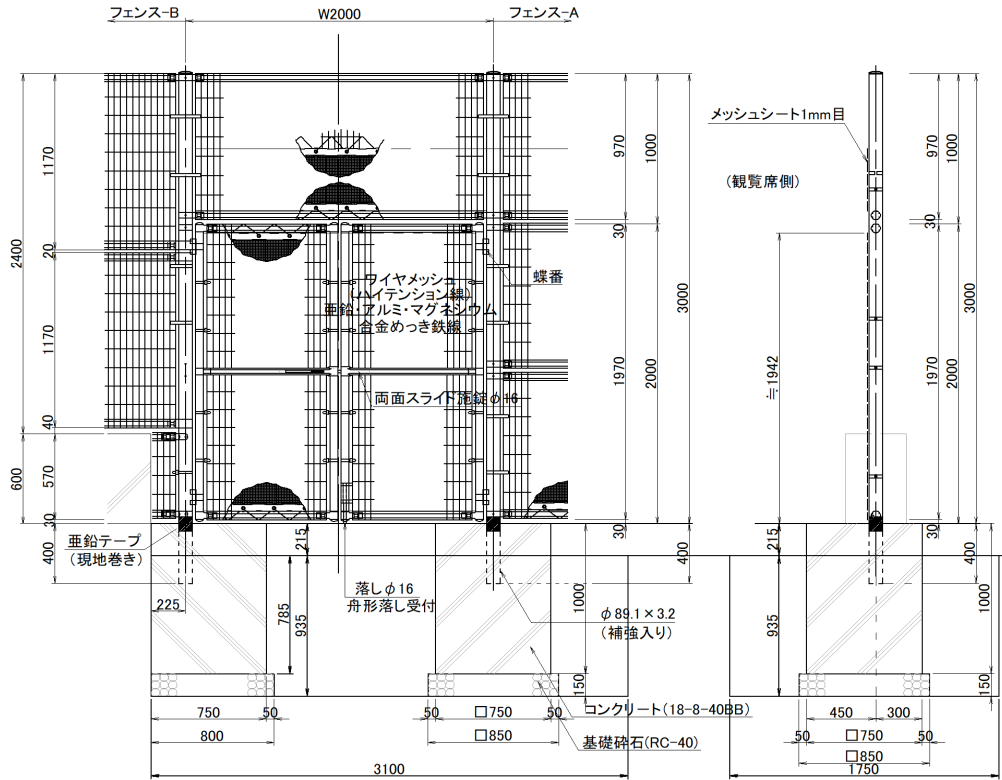 フェンス-B
W2000
フェンス-A
1170
20
2400
1170
40
570
600
30
400
970
1000
30
3000
1970
2000
30
400
ワイヤメッシュ
(ハイテンション線)
亜鉛・アルミ・マグネシウム
合金めっき鉄線
蝶番
両面スライド施錠φ16
メッシュシート1mm目
(観覧席側)
≒1942
970
1000
30
3000
1970
2000
30
400
亜鉛テープ
(現地巻き)
225
215
785
935
落しφ16
舟形落し受付
φ89.1×3.2
(補強入り)
1000
150
215
935
1000
150
コンクリート(18-8-40BB)
基礎砕石(RC-40)
750
50
800
50
□750
50
□850
3100
450
300
50
□750
50
□850
1750